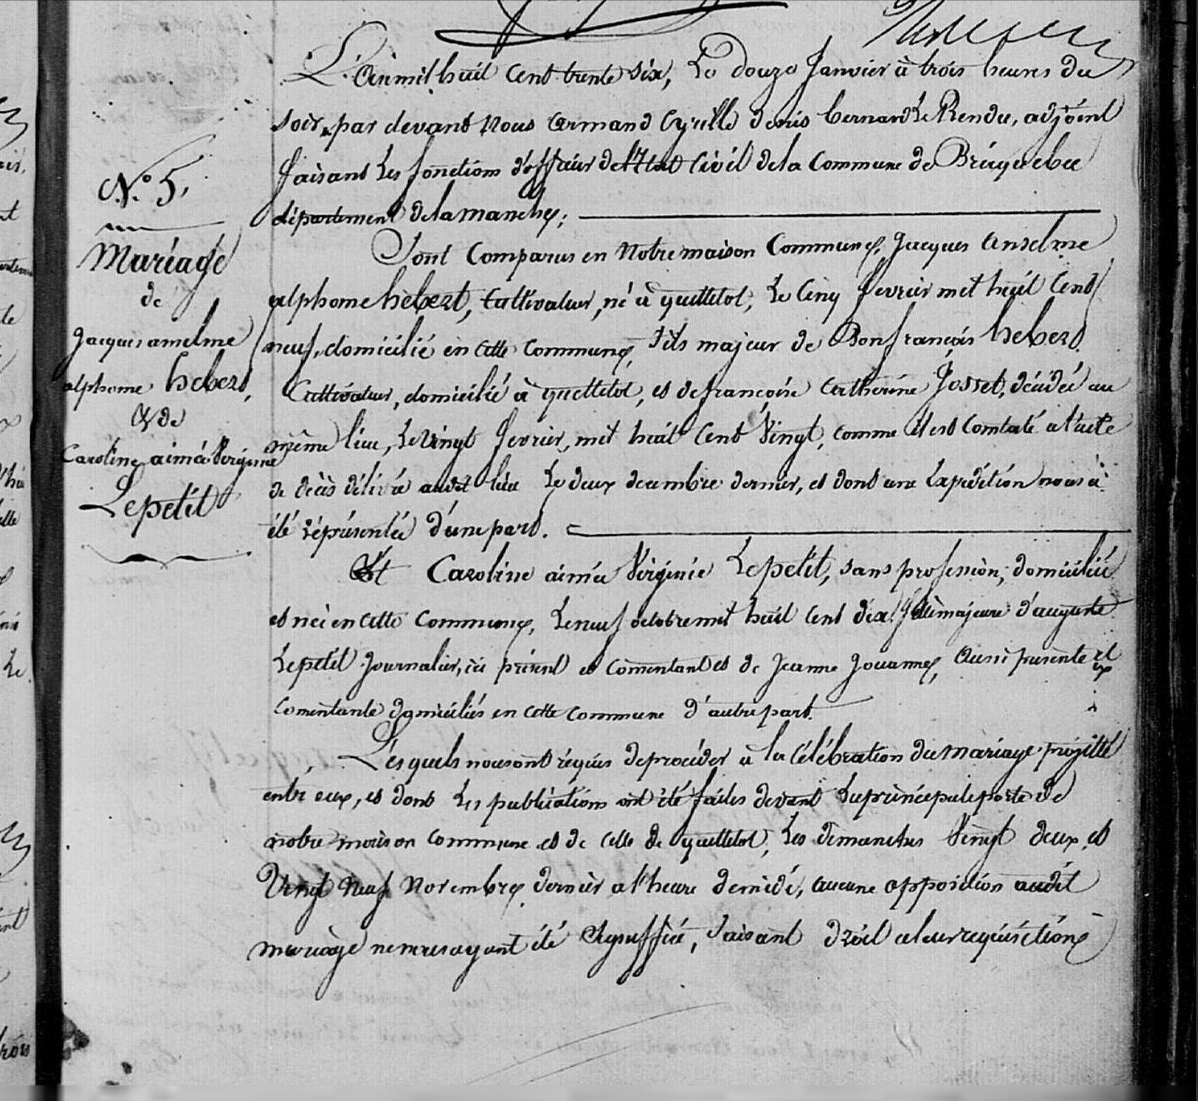 N.° 5.
Mariage
de
Jacques anselme
alphonse hebert,
& de
Caroline aimée Virginie
Lepetit
L'an mil huit Cent trente six, Le douze Janvier à trois heures du
soir, par devant Nous Armand Cyrille denis bernard Le Rendu, adjoint
faisant Les fonctions d'officier de l'Etat Civil de la Commune de Bricquebec
département de la manche,
Sont Comparus en Notre maison Commune, Jacques Anselme
alphonse hebert, Cultivateur, né à quettetot, Le Cinq fevrier mil huit Cent
neuf, domicilié en Cette Commune, fils majeur de Bonfrançois hebert
Cultivateur, domicilié à quettetot, et de françoise Catherine Josset, décédée au
même lieu, Le Vingt fevrier, mil huit Cent Vingt, comme il est Constaté à l'acte
de décès délivré audit lieu Le deux decembre dernier, et dont une Expédition nous à
été représentée d'une part.
Et Caroline aimée Virginie Lepetit, sans profession, domiciliée
et née en Cette Commune, Le neuf octobre mil huit Cent dix, fille majeure d'auguste
Lepetit Journalier, ici présent et Consentant et de Jeanne Jouanne, Aussi présente et
Consentante domiciliés en cette Commune d'autre part.
Lesquels nous ont réquis de procéder à la Célébration du Mariage projetté
entre eux, et dont Les publications ont été faites devant La principale porte de
notre maison Commune et de Celle de quettetot, Les dimanches Vingt deux et
Vingt Neuf Novembre dernier a l'heure de midi, Aucune opposition audit
mariage ne nous ayant été Signiffiée, faisant droit a leur requisitions